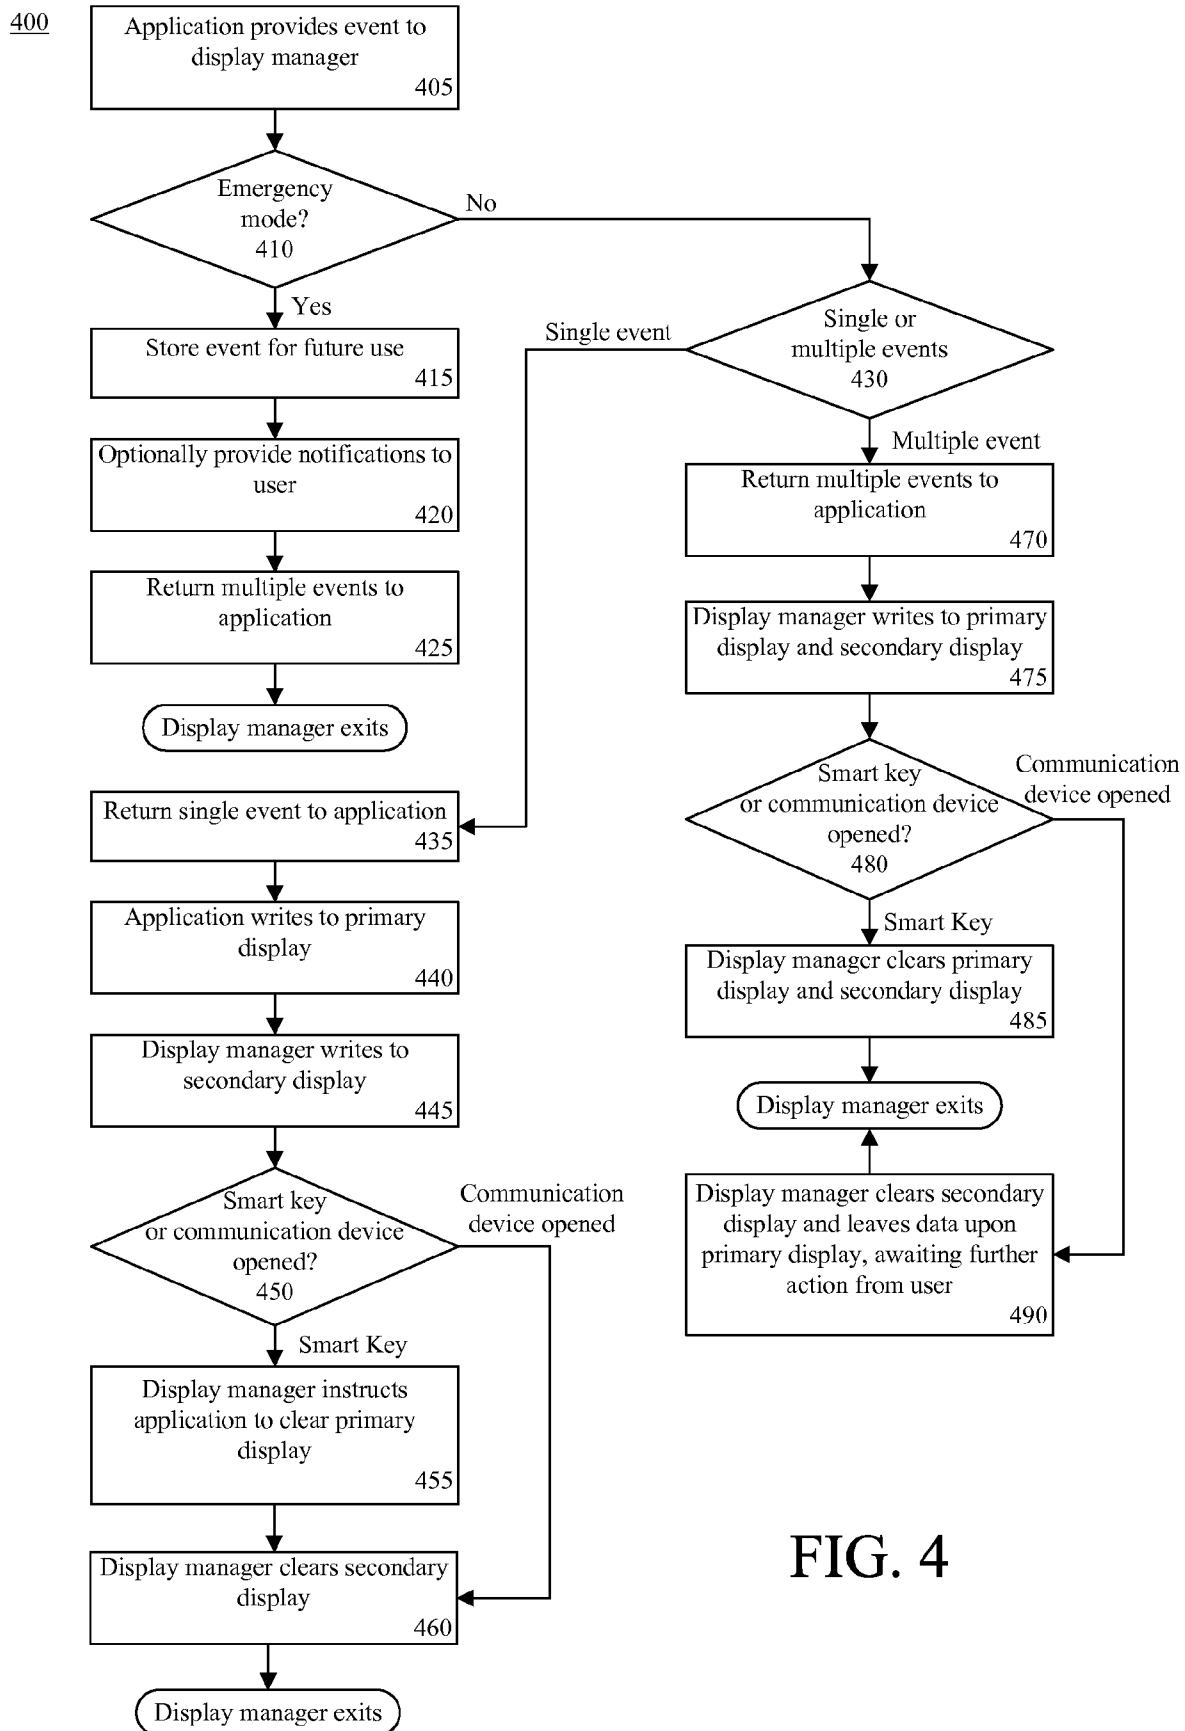 400
Application provides event to
display manager
405
Emergency
mode?
410
No
Yes
Store event for future use
415
Optionally provide notifications to
user
420
Return multiple events to
application
425
Display manager exits
Single or
multiple events
430
Single event
Multiple event
Return multiple events to
application
470
Display manager writes to primary
display and secondary display
475
Smart key
or communication device
opened?
480
Communication
device opened
Smart Key
Display manager clears primary
display and secondary display
485
Display manager exits
Display manager clears secondary
display and leaves data upon
primary display, awaiting further
action from user
490
Return single event to application
435
Application writes to primary
display
440
Display manager writes to
secondary display
445
Smart key
or communication device
opened?
450
Communication
device opened
Smart Key
Display manager instructs
application to clear primary
display
455
Display manager clears secondary
display
460
Display manager exits
FIG. 4